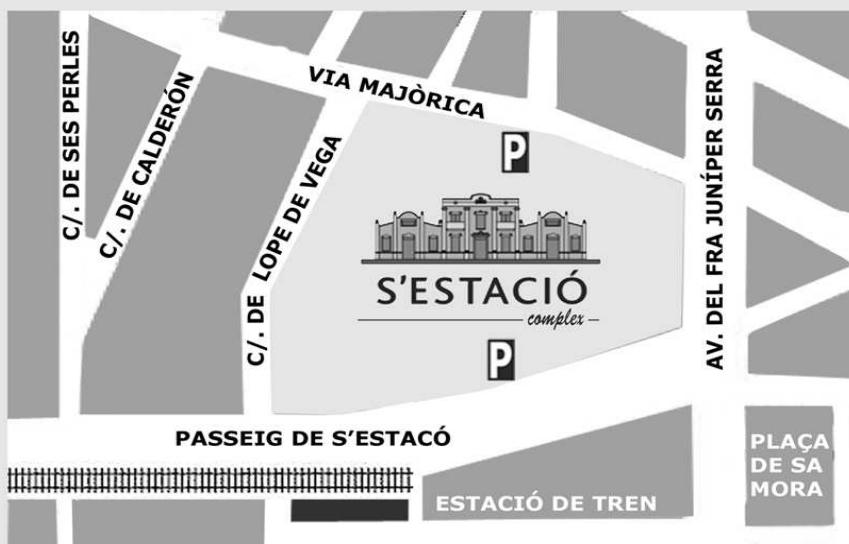 C/. DE SES PERLES
C/. DE CALDERÓN
C/. DE LOPE DE VEGA
VIA MAJÒRICA
P
AV. DEL FRA JUNÍPER SERRA
S'ESTACIÓ
complex
P
PASSEIG DE S'ESTACÓ
ESTACIÓ DE TREN
PLAÇA
DE SA
MORA